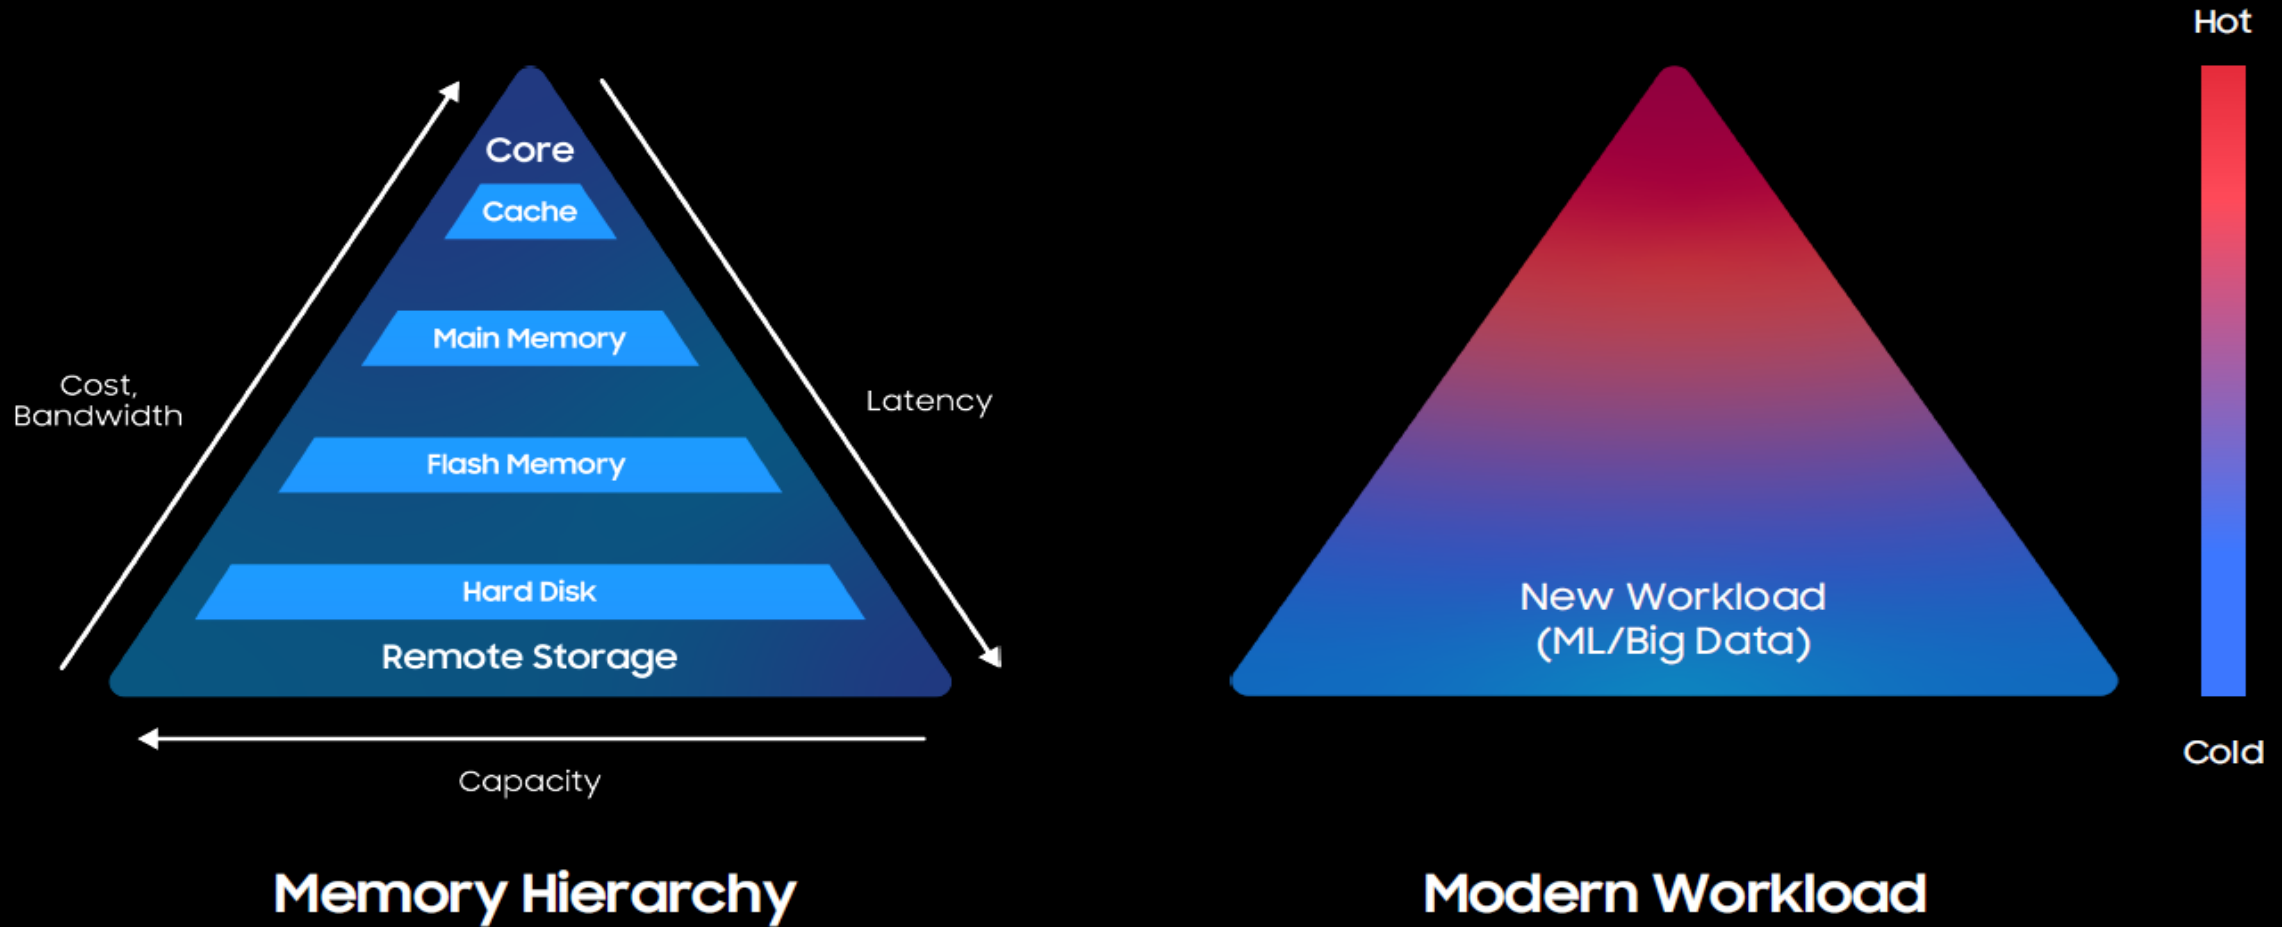 Core
Cache
Main Memory
Flash Memory
Hard Disk
Remote Storage
Cost,
Bandwidth
Latency
Capacity
Memory Hierarchy
New Workload
(ML/Big Data)
Modern Workload
Hot
Cold